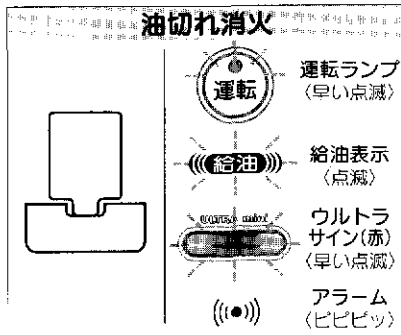 油切れ消火
運転
運転ランプ
〈早い点滅〉
給油
給油表示
〈点滅〉
ULTRA mini
ウルトラ
サイン(赤)
〈早い点滅〉
アラーム
〈ピピピッ〉